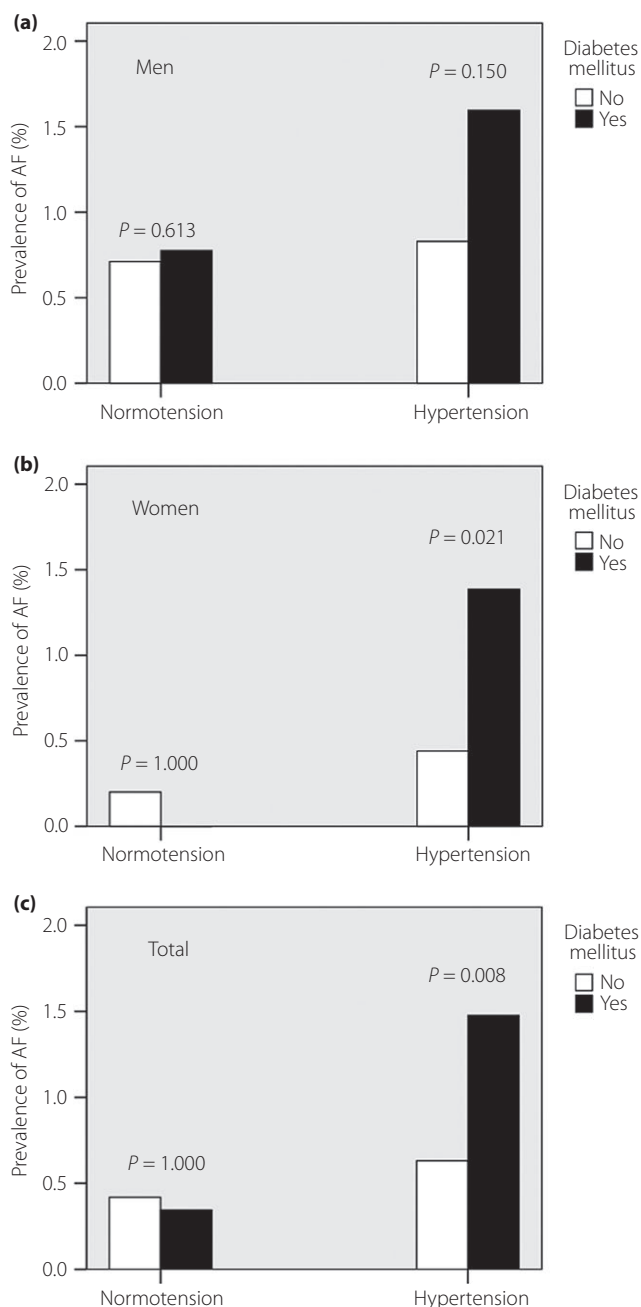 (a)
Diabetes
mellitus
No
Yes
Men
P = 0.150
P = 0.613
Prevalence of AF (%)
2.0
1.5
1.0
0.5
0.0
Normotension
Hypertension
(b)
Diabetes
mellitus
No
Yes
Women
P = 0.021
P = 1.000
Prevalence of AF (%)
2.0
1.5
1.0
0.5
0.0
Normotension
Hypertension
(c)
Diabetes
mellitus
No
Yes
Total
P = 0.008
P = 1.000
Prevalence of AF (%)
2.0
1.5
1.0
0.5
0.0
Normotension
Hypertension